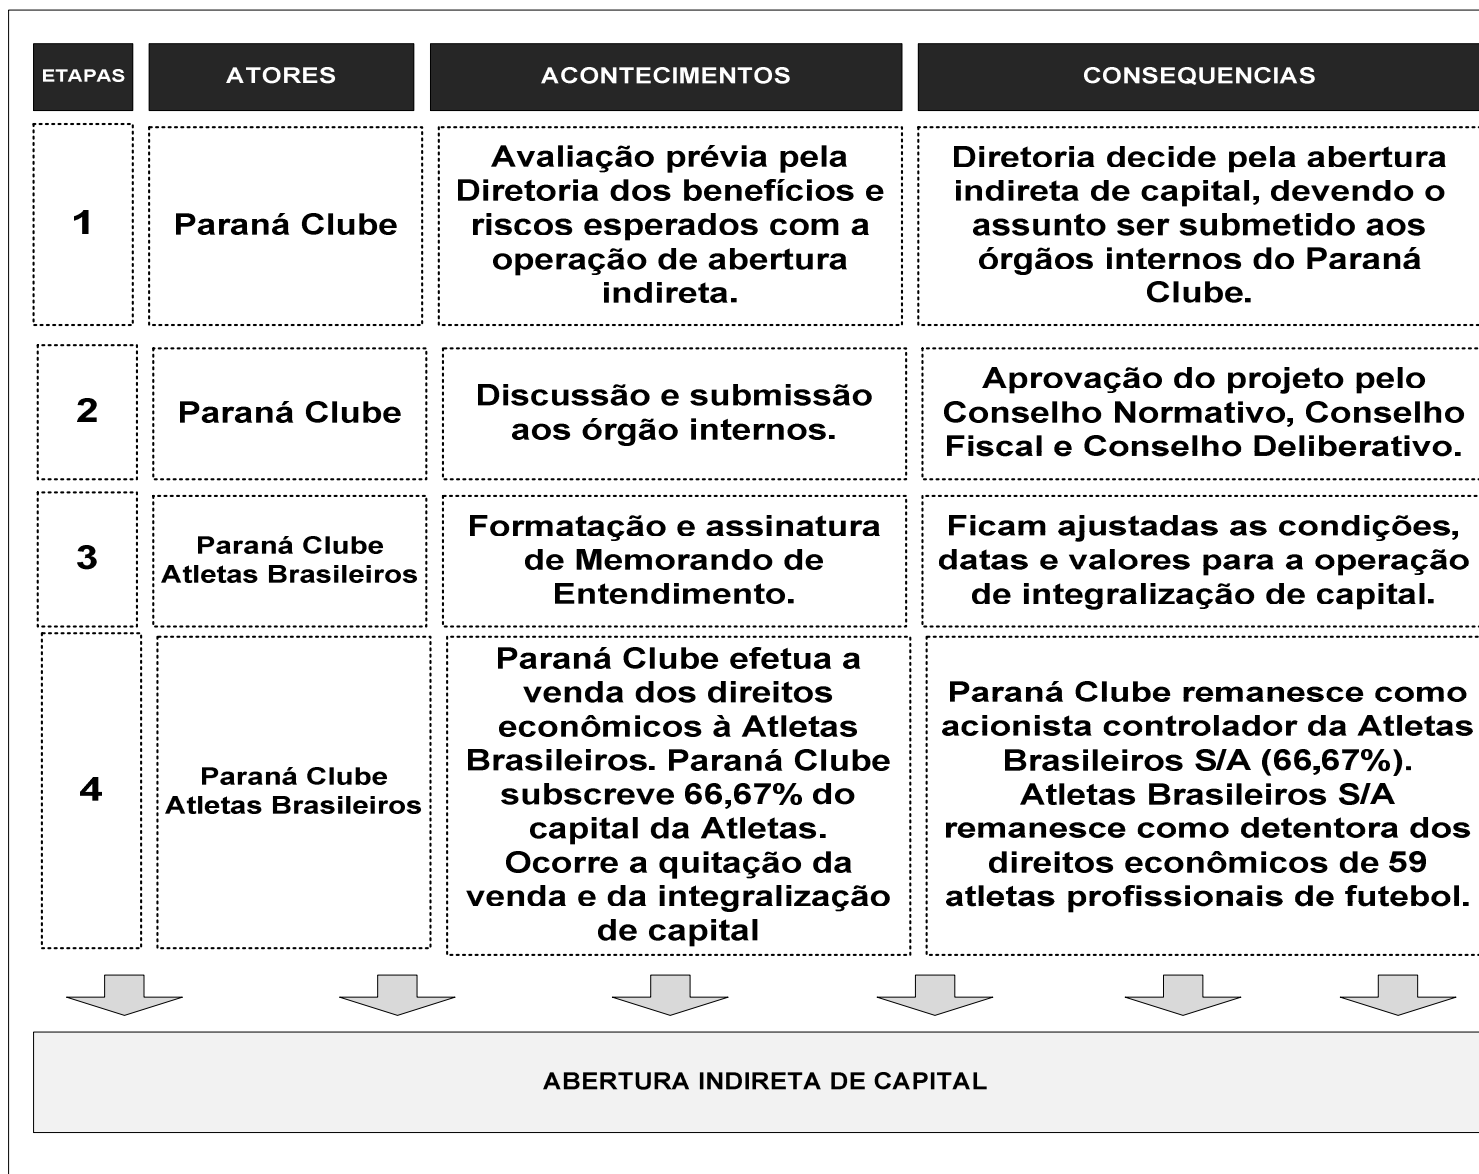 ETAPAS
ATORES
ACONTECIMENTOS
CONSEQUENCIAS
1
Paraná Clube
Avaliação prévia pela
Diretoria dos benefícios e
riscos esperados com a
operação de abertura
indireta.
Diretoria decide pela abertura
indireta de capital, devendo o
assunto ser submetido aos
órgãos internos do Paraná
Clube.
2
Paraná Clube
Discussão e submissão
aos órgão internos.
Aprovação do projeto pelo
Conselho Normativo, Conselho
Fiscal e Conselho Deliberativo.
3
Paraná Clube
Atletas Brasileiros
Formatação e assinatura
de Memorando de
Entendimento.
Ficam ajustadas as condições,
datas e valores para a operação
de integralização de capital.
4
Paraná Clube
Atletas Brasileiros
Paraná Clube efetua a
venda dos direitos
econômicos à Atletas
Brasileiros. Paraná Clube
subscreve 66,67% do
capital da Atletas.
Ocorre a quitação da
venda e da integralização
de capital
Paraná Clube remanesce como
acionista controlador da Atletas
Brasileiros S/A (66,67%).
Atletas Brasileiros S/A
remanesce como detentora dos
direitos econômicos de 59
atletas profissionais de futebol.
ABERTURA INDIRETA DE CAPITAL